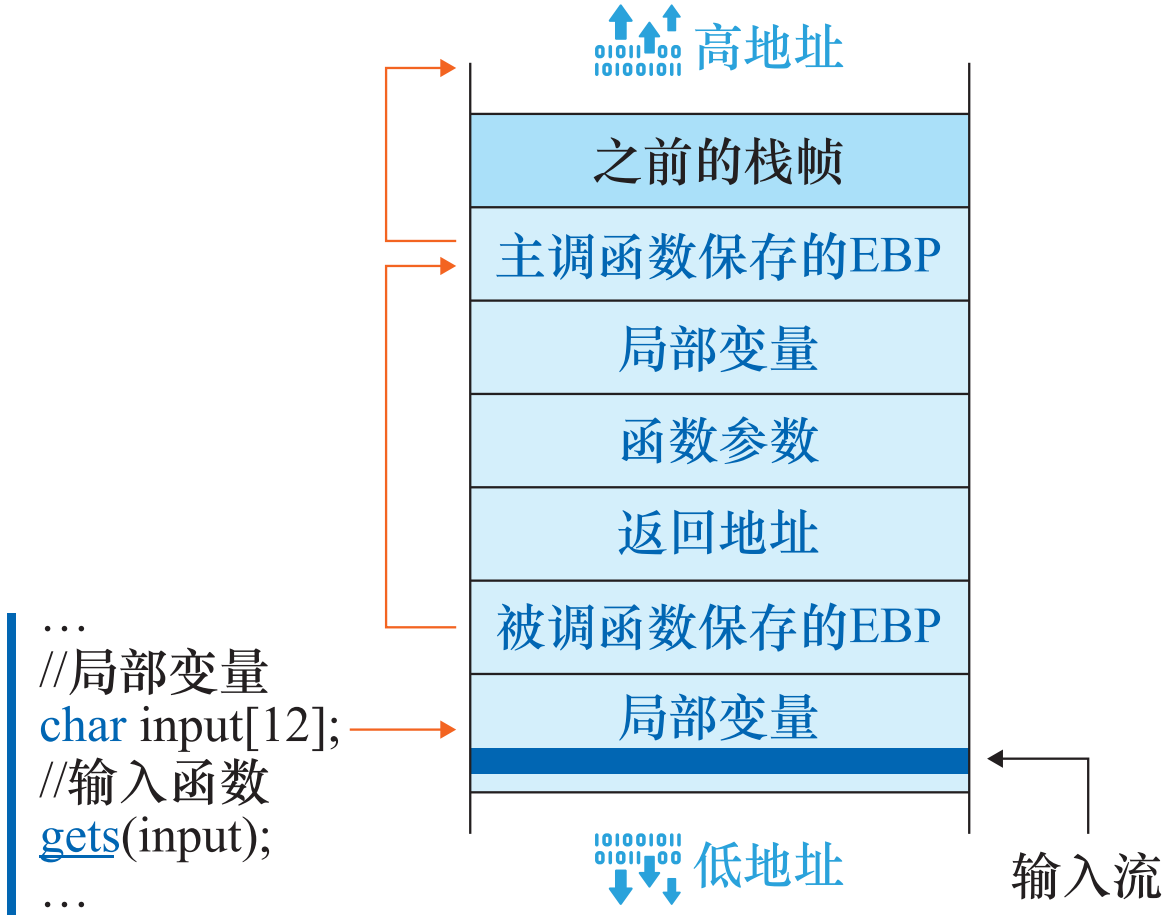 01011 00
101001011
高地址
之前的栈帧
主调函数保存的EBP
局部变量
函数参数
返回地址
被调函数保存的EBP
局部变量
…
//局部变量
char input[12];
//输入函数
gets(input);
…
101001011
01011 00
低地址
输入流